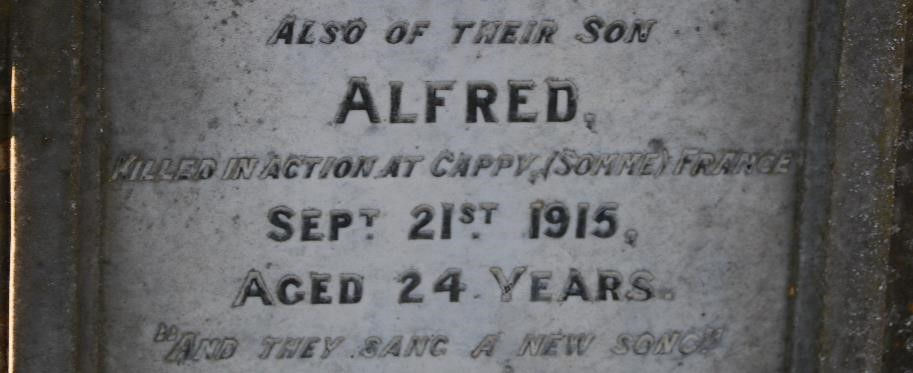 ALSO OF THEIR SON
ALFRED,
KILLED IN ACTION AT CAPPY, (SOMME) FRANCE
SEPT 21ST 1915,
AGED 24 YEARS.
"AND THEY SANG A NEW SONG"